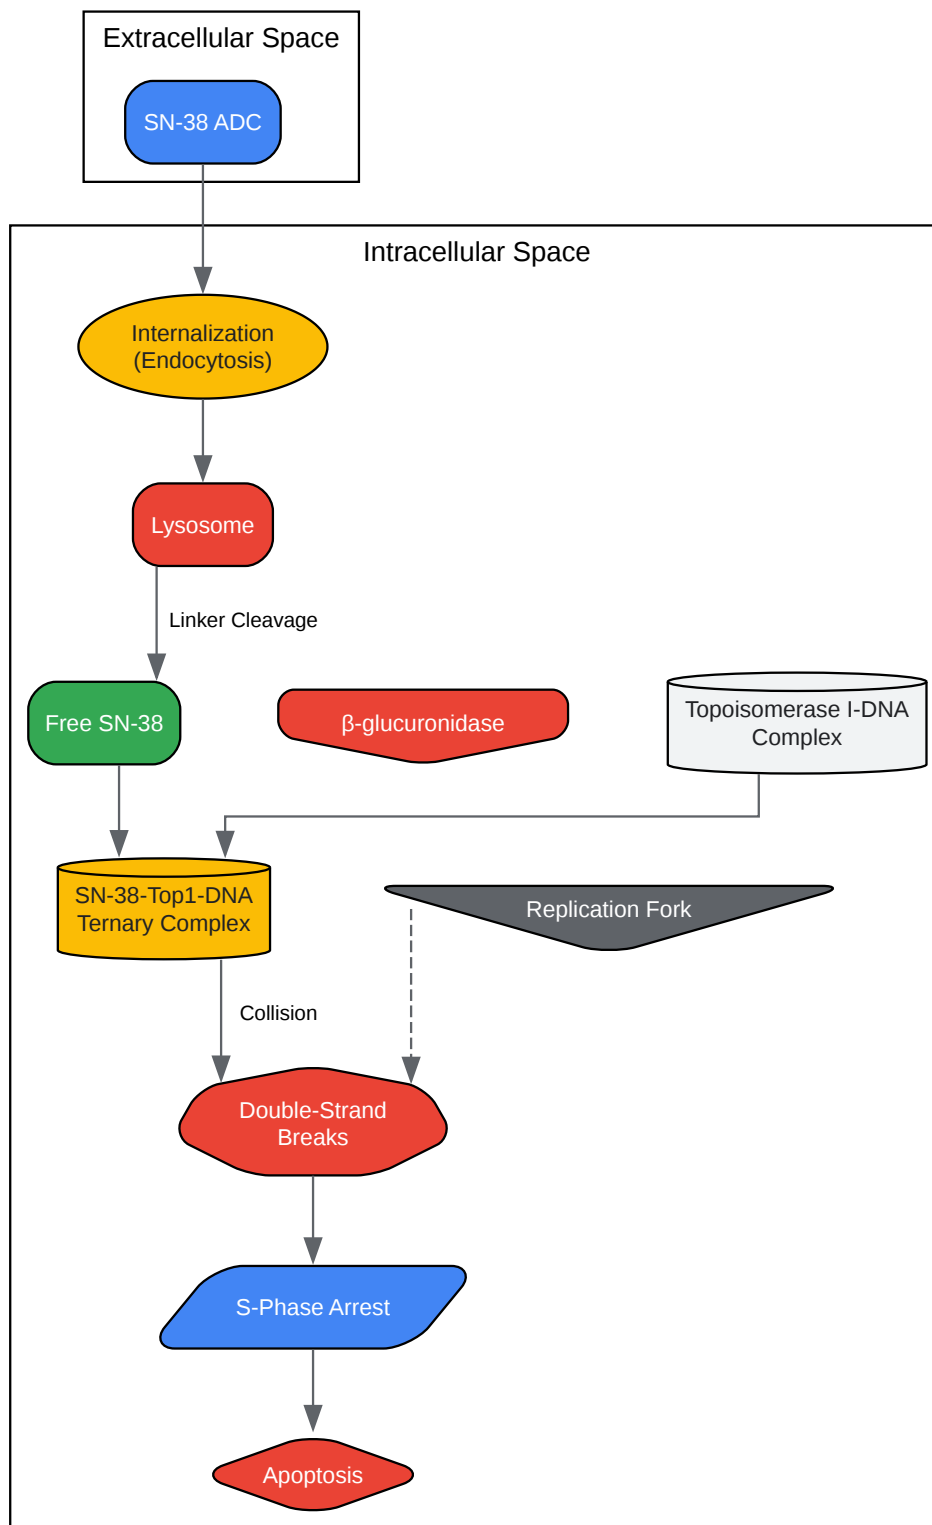 Extracellular Space
SN-38 ADC
Intracellular Space
Internalization
(Endocytosis)
Lysosome
Linker Cleavage
Free SN-38
β-glucuronidase
Topoisomerase I-DNA
Complex
SN-38-Top1-DNA
Ternary Complex
Replication Fork
Collision
Double-Strand
Breaks
S-Phase Arrest
Apoptosis